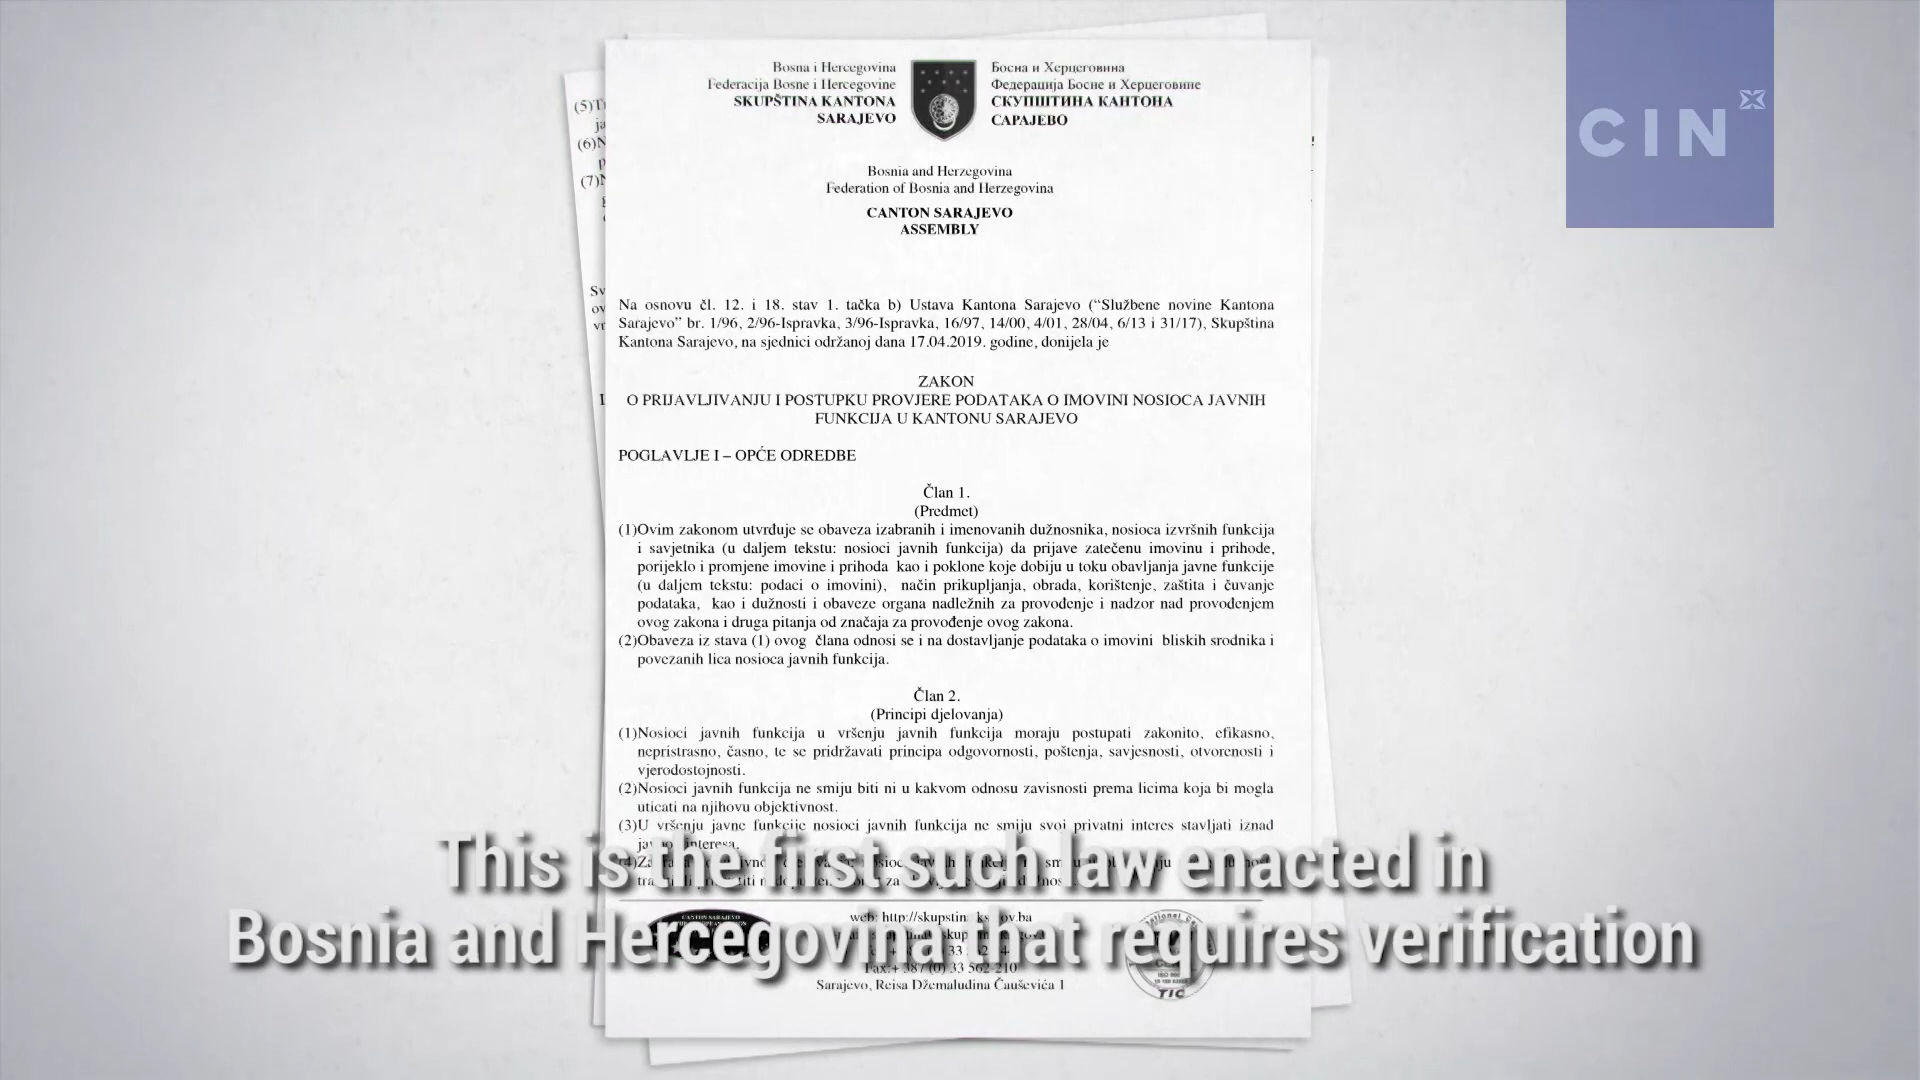 Bosna i Hercegovina
Federacija Bosne i Hercegovine
SKUPŠTINA KANTONA
SARAJEVO
Босна и Херцеговина
Федерација Босне и Херцеговине
СКУПШТИНА КАНТОНА
САРАЈЕВО
CIN
Bosnia and Herzegovina
Federation of Bosnia and Herzegovina
CANTON SARAJEVO
ASSEMBLY
Na osnovu čl. 12. i 18. stav 1. tačka b) Ustava Kantona Sarajevo (“Službene novine Kantona
Sarajevo” br. 1/96, 2/96-Ispravka, 3/96-Ispravka, 16/97, 14/00, 4/01, 28/04, 6/13 i 31/17), Skupština
Kantona Sarajevo, na sjednici održanoj dana 17.04.2019. godine, donijela je
ZAKON
O PRIJAVLJIVANJU I POSTUPKU PROVJERE PODATAKA O IMOVINI NOSIOCA JAVNIH
FUNKCIJA U KANTONU SARAJEVO
POGLAVLJE I – OPĆE ODREDBE
Član 1.
(Predmet)
(1)Ovim zakonom utvrđuje se obaveza izabranih i imenovanih dužnosnika, nosioca izvršnih funkcija
i savjetnika (u daljem tekstu: nosioci javnih funkcija) da prijave zatečenu imovinu i prihode,
porijeklo i promjene imovine i prihoda kao i poklone koje dobiju u toku obavljanja javne funkcije
(u daljem tekstu: podaci o imovini), način prikupljanja, obrada, korištenje, zaštita i čuvanje
podataka, kao i dužnosti i obaveze organa nadležnih za provođenje i nadzor nad provođenjem
ovog zakona i druga pitanja od značaja za provođenje ovog zakona.
(2)Obaveza iz stava (1) ovog člana odnosi se i na dostavljanje podataka o imovini bliskih srodnika i
povezanih lica nosioca javnih funkcija.
Član 2.
(Principi djelovanja)
(1)Nosioci javnih funkcija u vršenju javnih funkcija moraju postupati zakonito, efikasno,
nepristrasno, časno, te se pridržavati principa odgovornosti, poštenja, savjesnosti, otvorenosti i
vjerodostojnosti.
(2)Nosioci javnih funkcija ne smiju biti ni u kakvom odnosu zavisnosti prema licima koja bi mogla
uticati na njihovu objektivnost.
(3)U vršenju javne funkcije nosioci javnih funkcija ne smiju svoj privatni interes stavljati iznad
This is the first such law enacted in
Bosnia and Hercegovina that requires verification
Fax:+ 387 (0) 33 562-210
Sarajevo, Reisa Džemaludina Čauševića 1
TIC